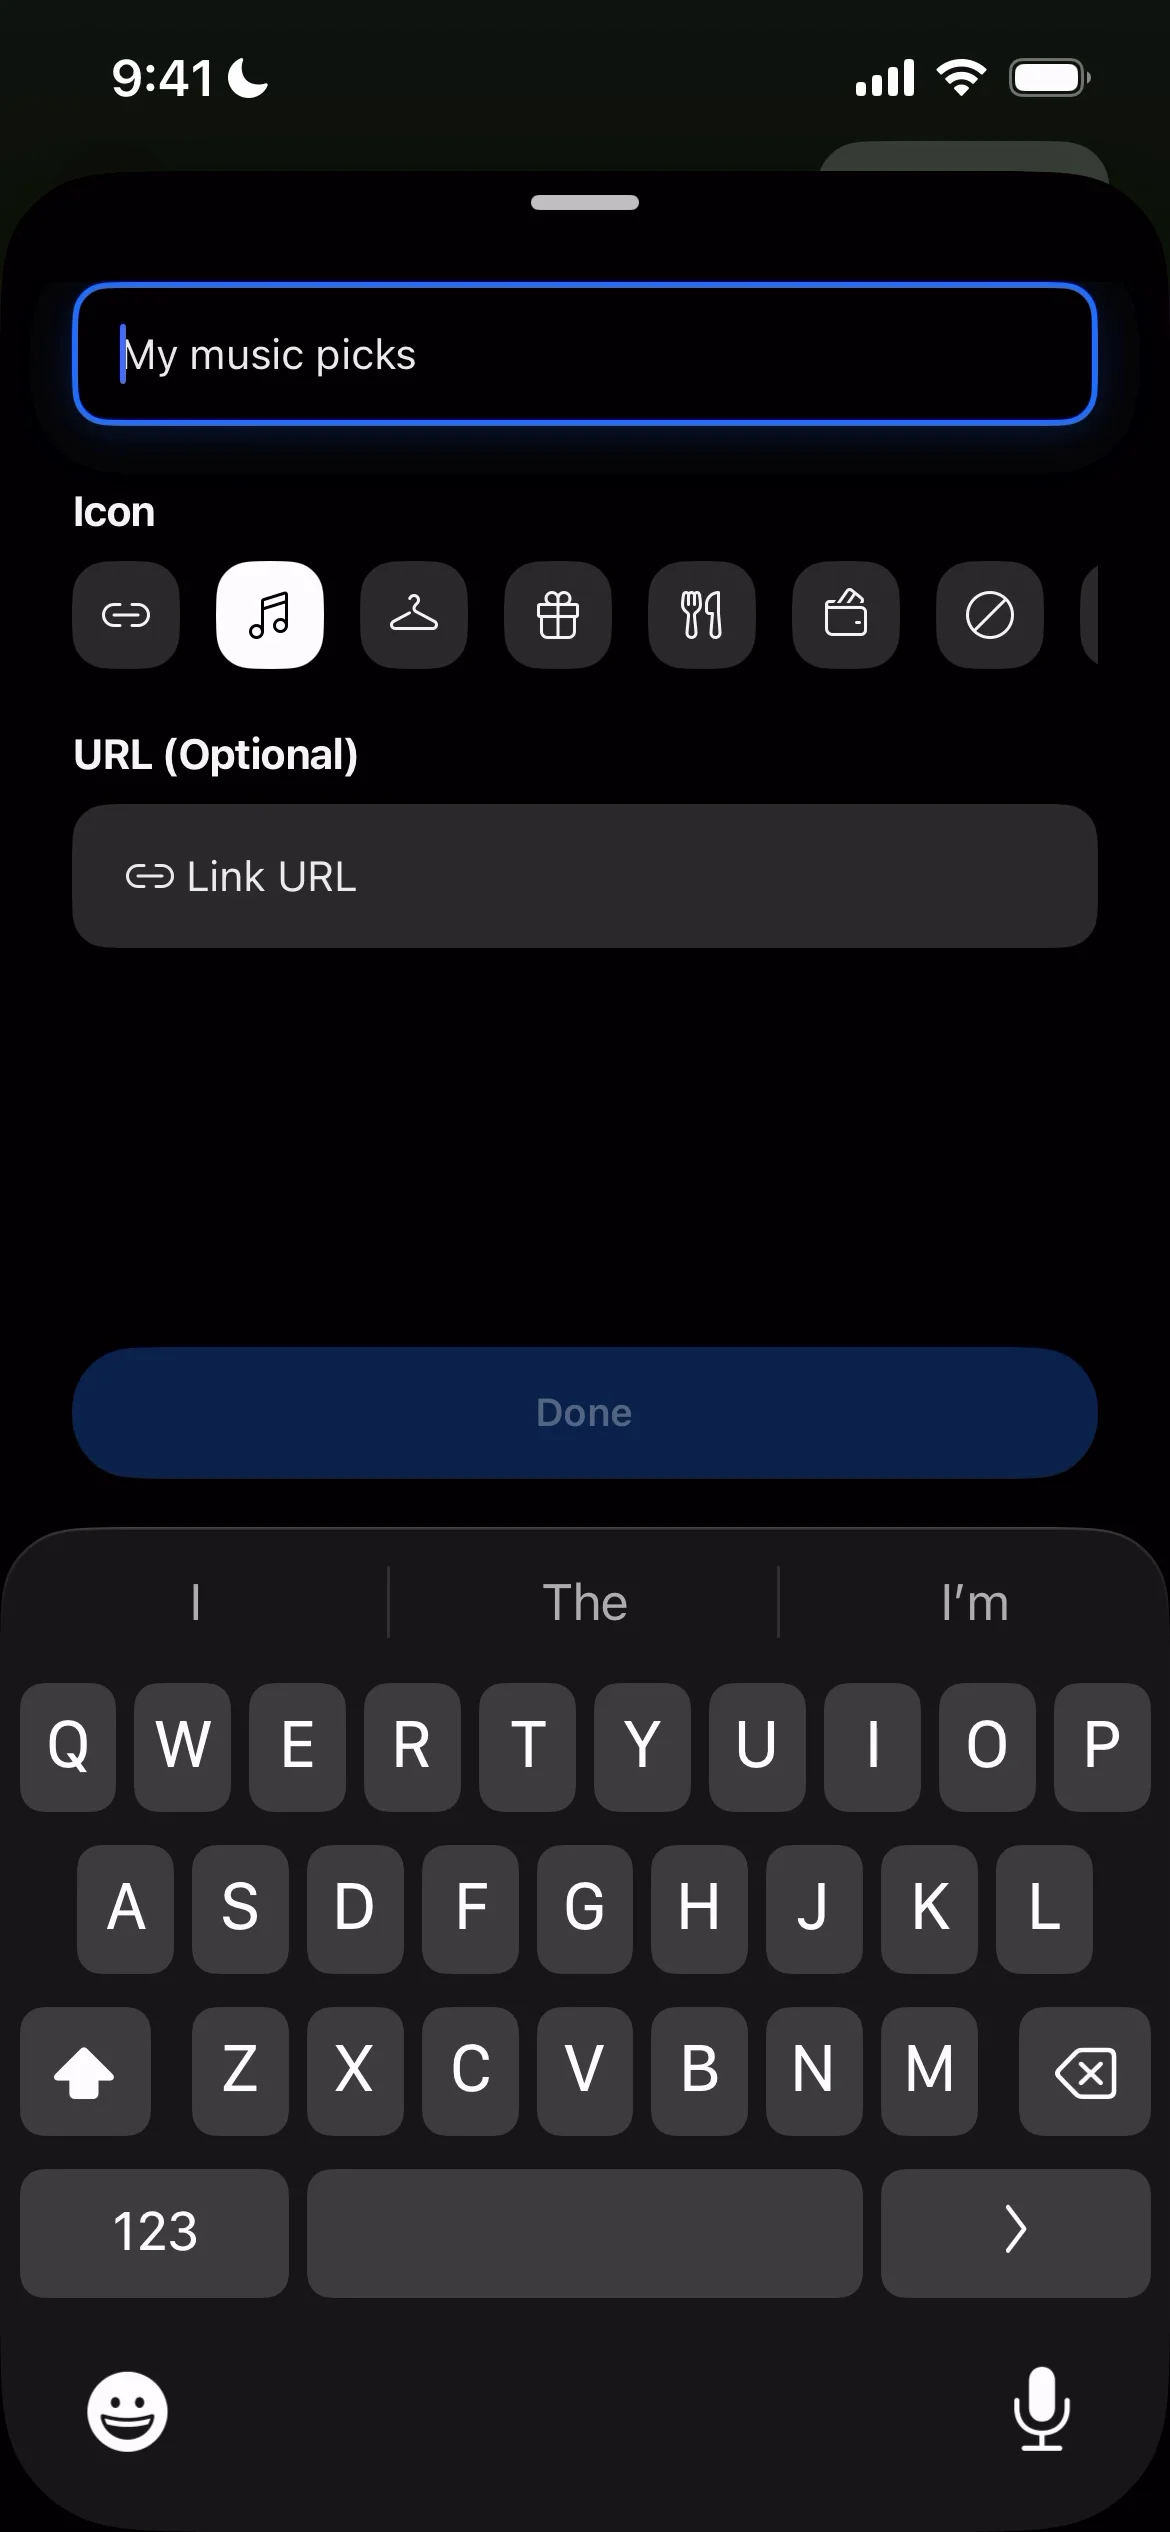 9:41
My music picks
Icon
URL (Optional)
Link URL
Done
I The I’m
Q W E R T Y U I O P
A S D F G H J K L
Z X C V B N M
123